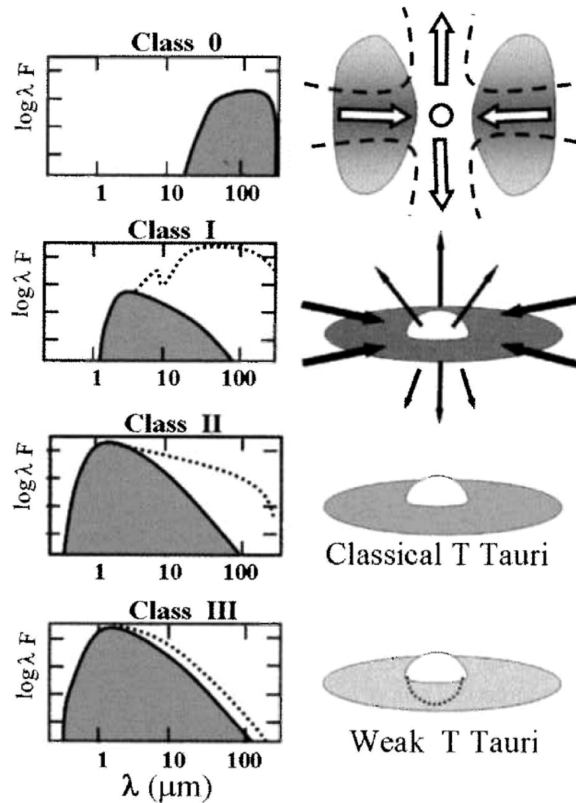 Class 0
log λ F
1 10 100
Class I
log λ F
1 10 100
Class II
log λ F
1 10 100
Classical T Tauri
Class III
log λ F
1 10 100
λ (μm)
Weak T Tauri